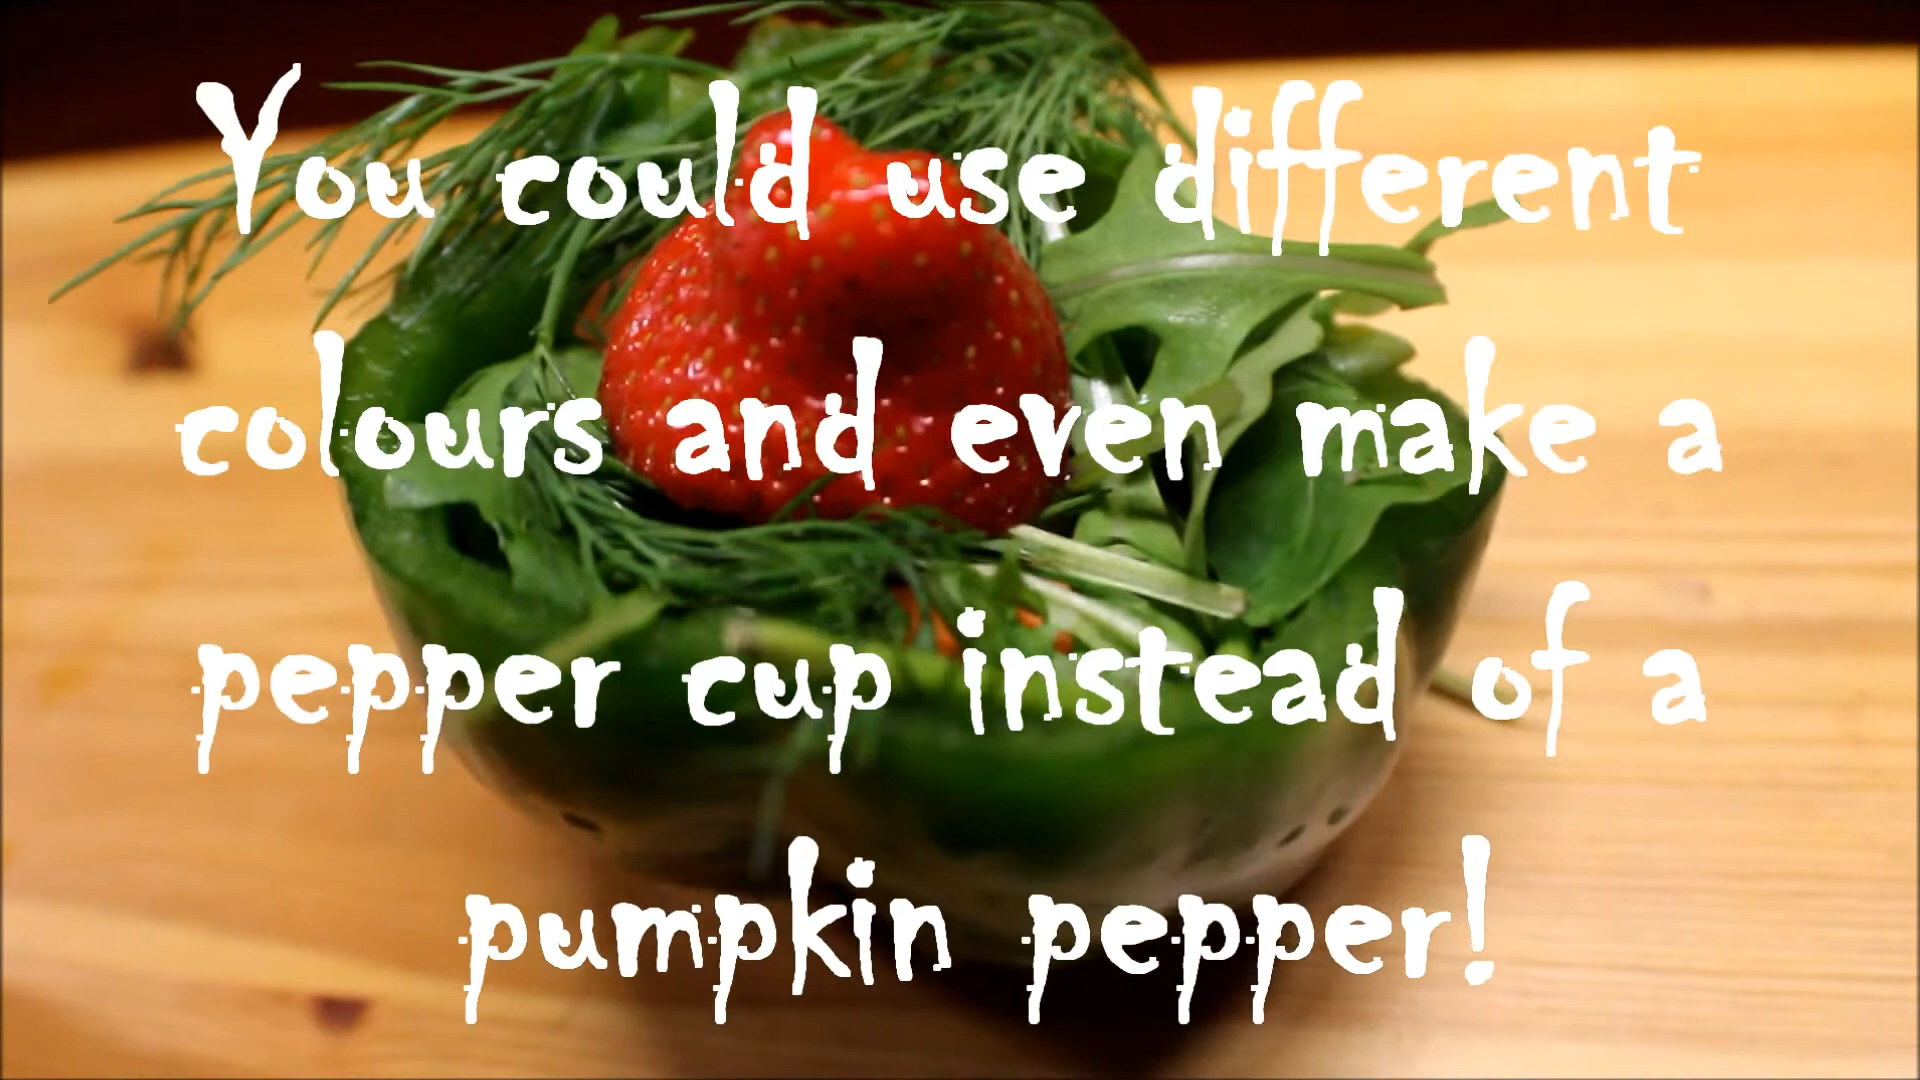 You could use different
colours and even make a
pepper cup instead of a
pumpkin pepper!